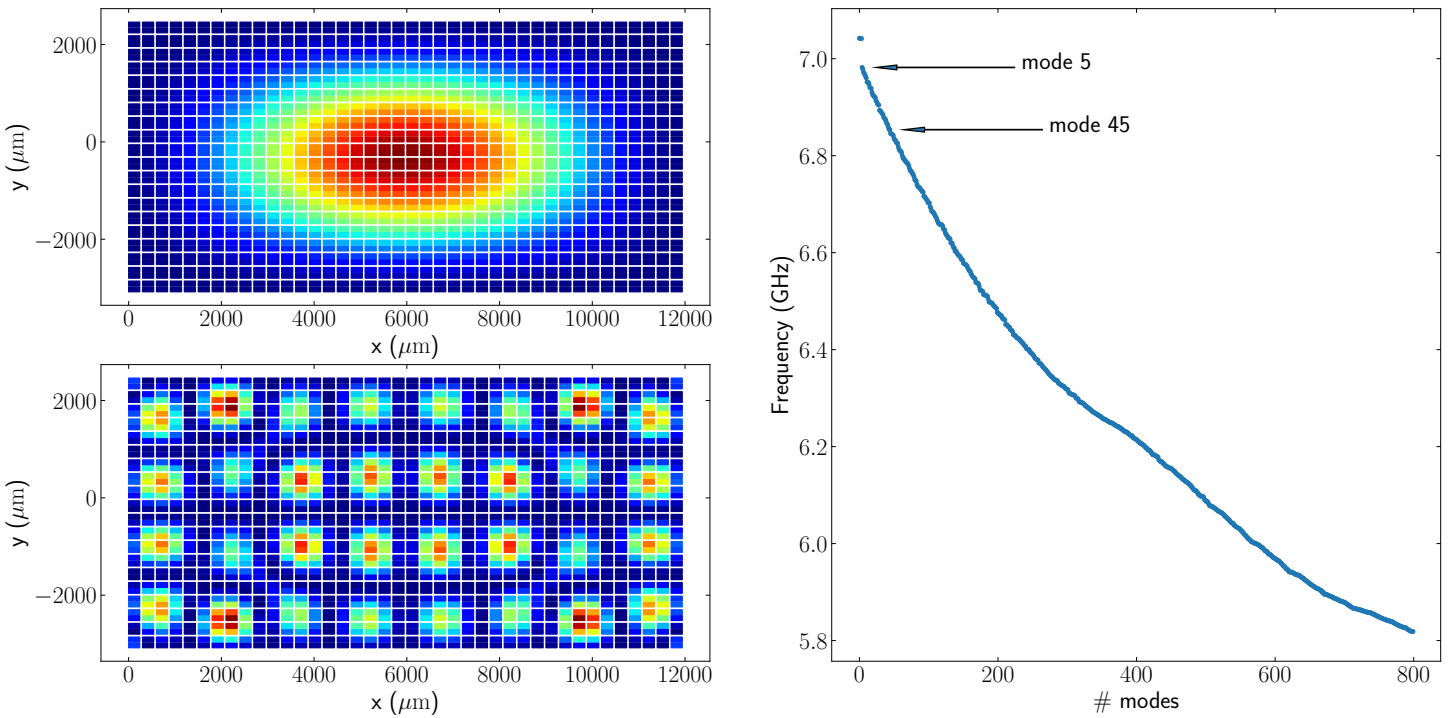 2000
0
−2000
y (μm)
0 2000 4000 6000 8000 10000 12000
x (μm)
2000
0
−2000
y (μm)
0 2000 4000 6000 8000 10000 12000
x (μm)
7.0
6.8
6.6
6.4
6.2
6.0
5.8
Frequency (GHz)
mode 5
mode 45
0 200 400 600 800
# modes